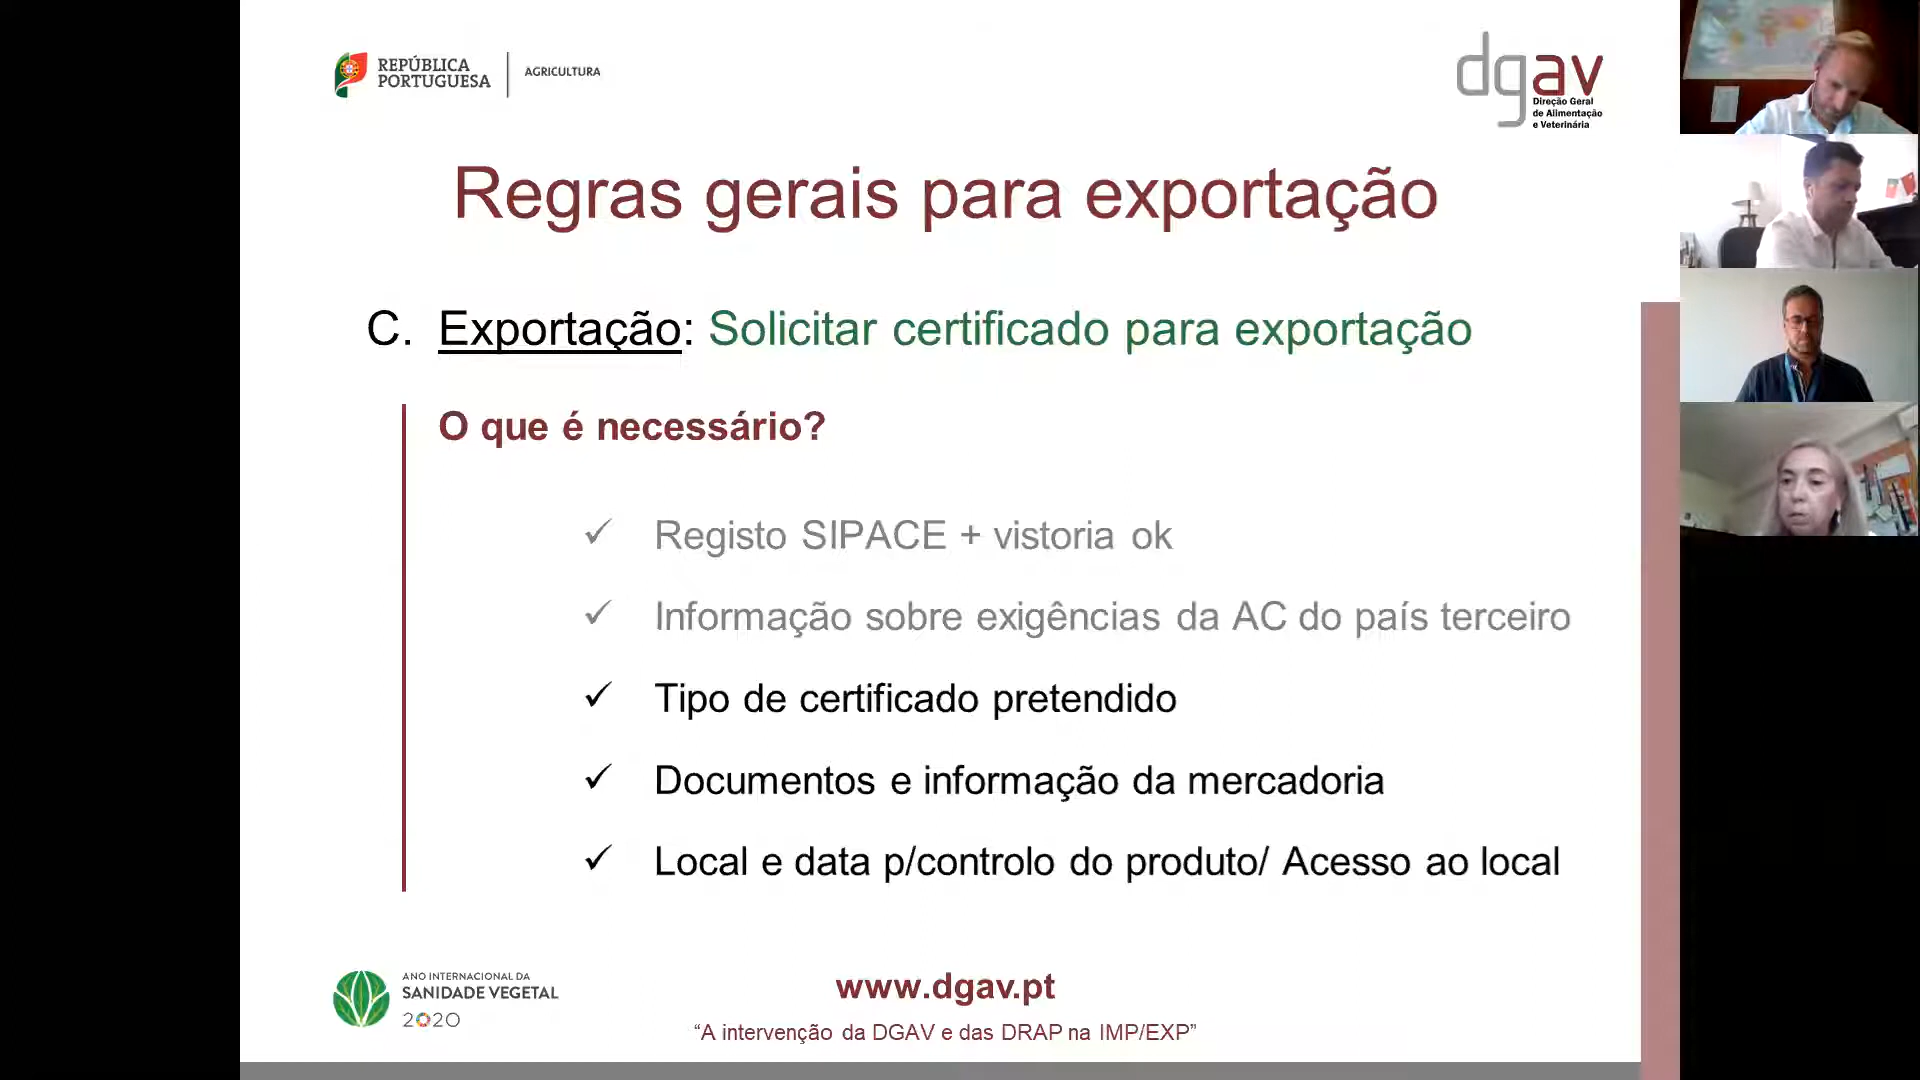 REPÚBLICA
PORTUGUESA
AGRICULTURA
dgav
Direção Geral
de Alimentação
e Veterinária
Regras gerais para exportação
C. Exportação: Solicitar certificado para exportação
O que é necessário?
✓ Registo SIPACE + vistoria ok
✓ Informação sobre exigências da AC do país terceiro
✓ Tipo de certificado pretendido
✓ Documentos e informação da mercadoria
✓ Local e data p/controlo do produto/ Acesso ao local
ANO INTERNACIONAL DA
SANIDADE VEGETAL
2020
www.dgav.pt
“A intervenção da DGAV e das DRAP na IMP/EXP”